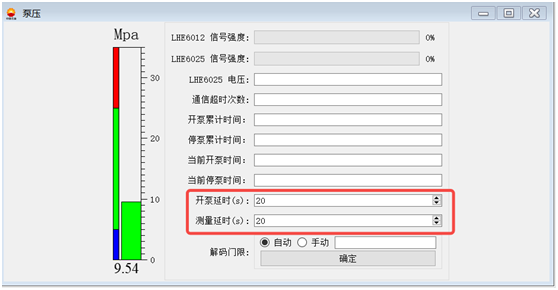 泵压
Mpa
30
20
10
0
9.54
LHE6012 信号强度: 0%
LHE6025 信号强度: 0%
LHE6025 电压:
通信超时次数:
开泵累计时间:
停泵累计时间:
当前开泵时间:
当前停泵时间:
开泵延时(s): 20
测量延时(s): 20
解码门限: 自动 手动
确定